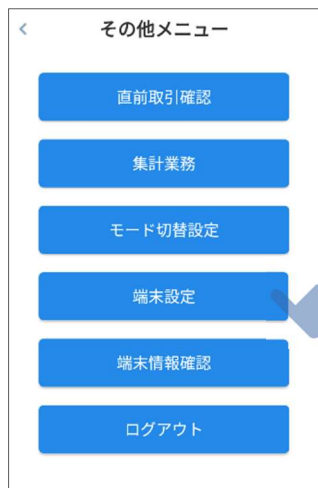 その他メニュー
直前取引確認
集計業務
モード切替設定
端末設定
端末情報確認
ログアウト